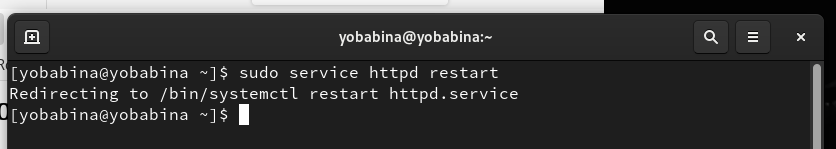 yobabina@yobabina:~
[yobabina@yobabina ~]$ sudo service httpd restart
Redirecting to /bin/systemctl restart httpd.service
[yobabina@yobabina ~]$